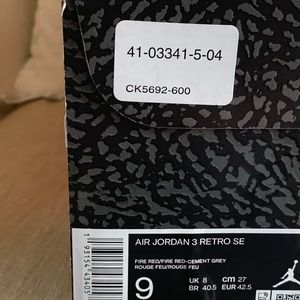 41-03341-5-04
CK5692-600
AIR JORDAN 3 RETRO SE
FIRE RED/FIRE RED-CEMENT GREY
ROUGE FEU/ROUGE FEU
9 UK 8 cm 27
BR 40.5 EUR 42.5